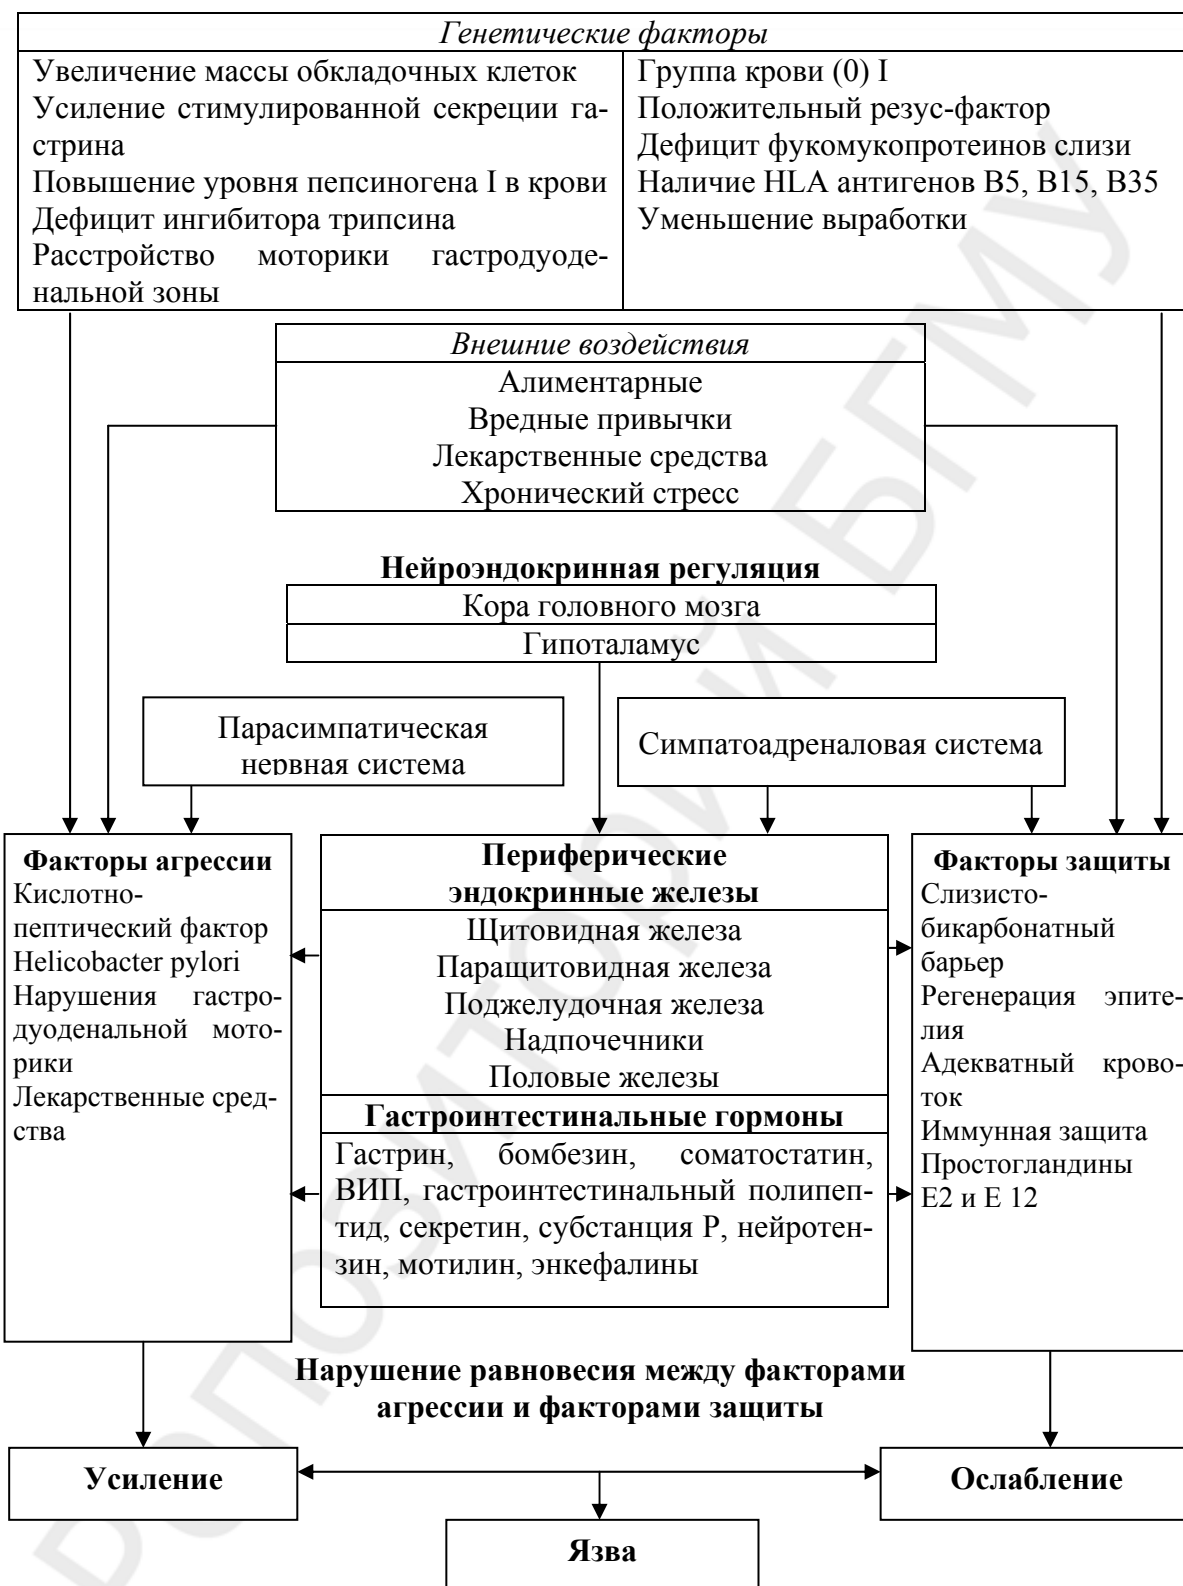 Генетические факторы
Увеличение массы обкладочных клеток
Усиление стимулированной секреции га-
стрина
Повышение уровня пепсиногена I в крови
Дефицит ингибитора трипсина
Расстройство моторики гастродуоде-
нальной зоны
Группа крови (0) I
Положительный резус-фактор
Дефицит фукомукопротеинов слизи
Наличие HLA антигенов B5, B15, B35
Уменьшение выработки
Внешние воздействия
Алиментарные
Вредные привычки
Лекарственные средства
Хронический стресс
Нейроэндокринная регуляция
Кора головного мозга
Гипоталамус
Парасимпатическая
нервная система
Симпатоадреналовая система
Факторы агрессии
Кислотно-
пептический фактор
Helicobacter pylori
Нарушения гастро-
дуоденальной мото-
рики
Лекарственные сред-
ства
Периферические
эндокринные железы
Щитовидная железа
Паращитовидная железа
Поджелудочная железа
Надпочечники
Половые железы
Гастроинтестинальные гормоны
Гастрин, бомбезин, соматостатин,
ВИП, гастроинтестинальный полипеп-
тид, секретин, субстанция Р, нейротен-
зин, мотилин, энкефалины
Факторы защиты
Слизисто-
бикарбонатный
барьер
Регенерация эпите-
лия
Адекватный крово-
ток
Иммунная защита
Простогландины
Е2 и Е 12
Нарушение равновесия между факторами
агрессии и факторами защиты
Усиление
Ослабление
Язва
Репозиторий БГМУ